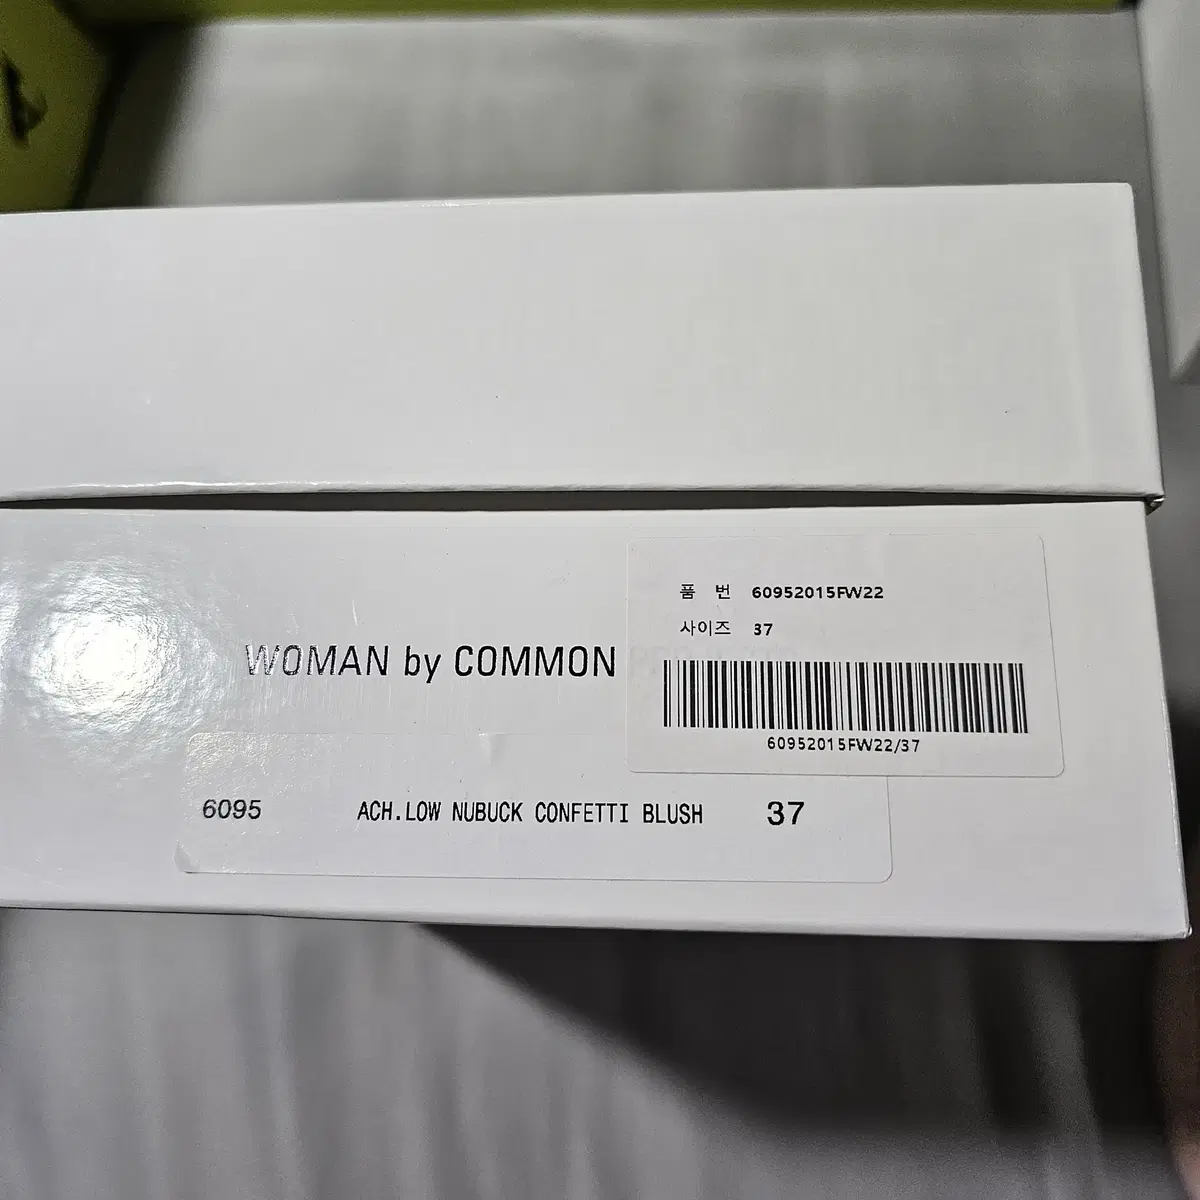 품 번 60952015FW22
사이즈 37
WOMAN by COMMON PROJECTS
60952015FW22/37
6095 ACH.LOW NUBUCK CONFETTI BLUSH 37